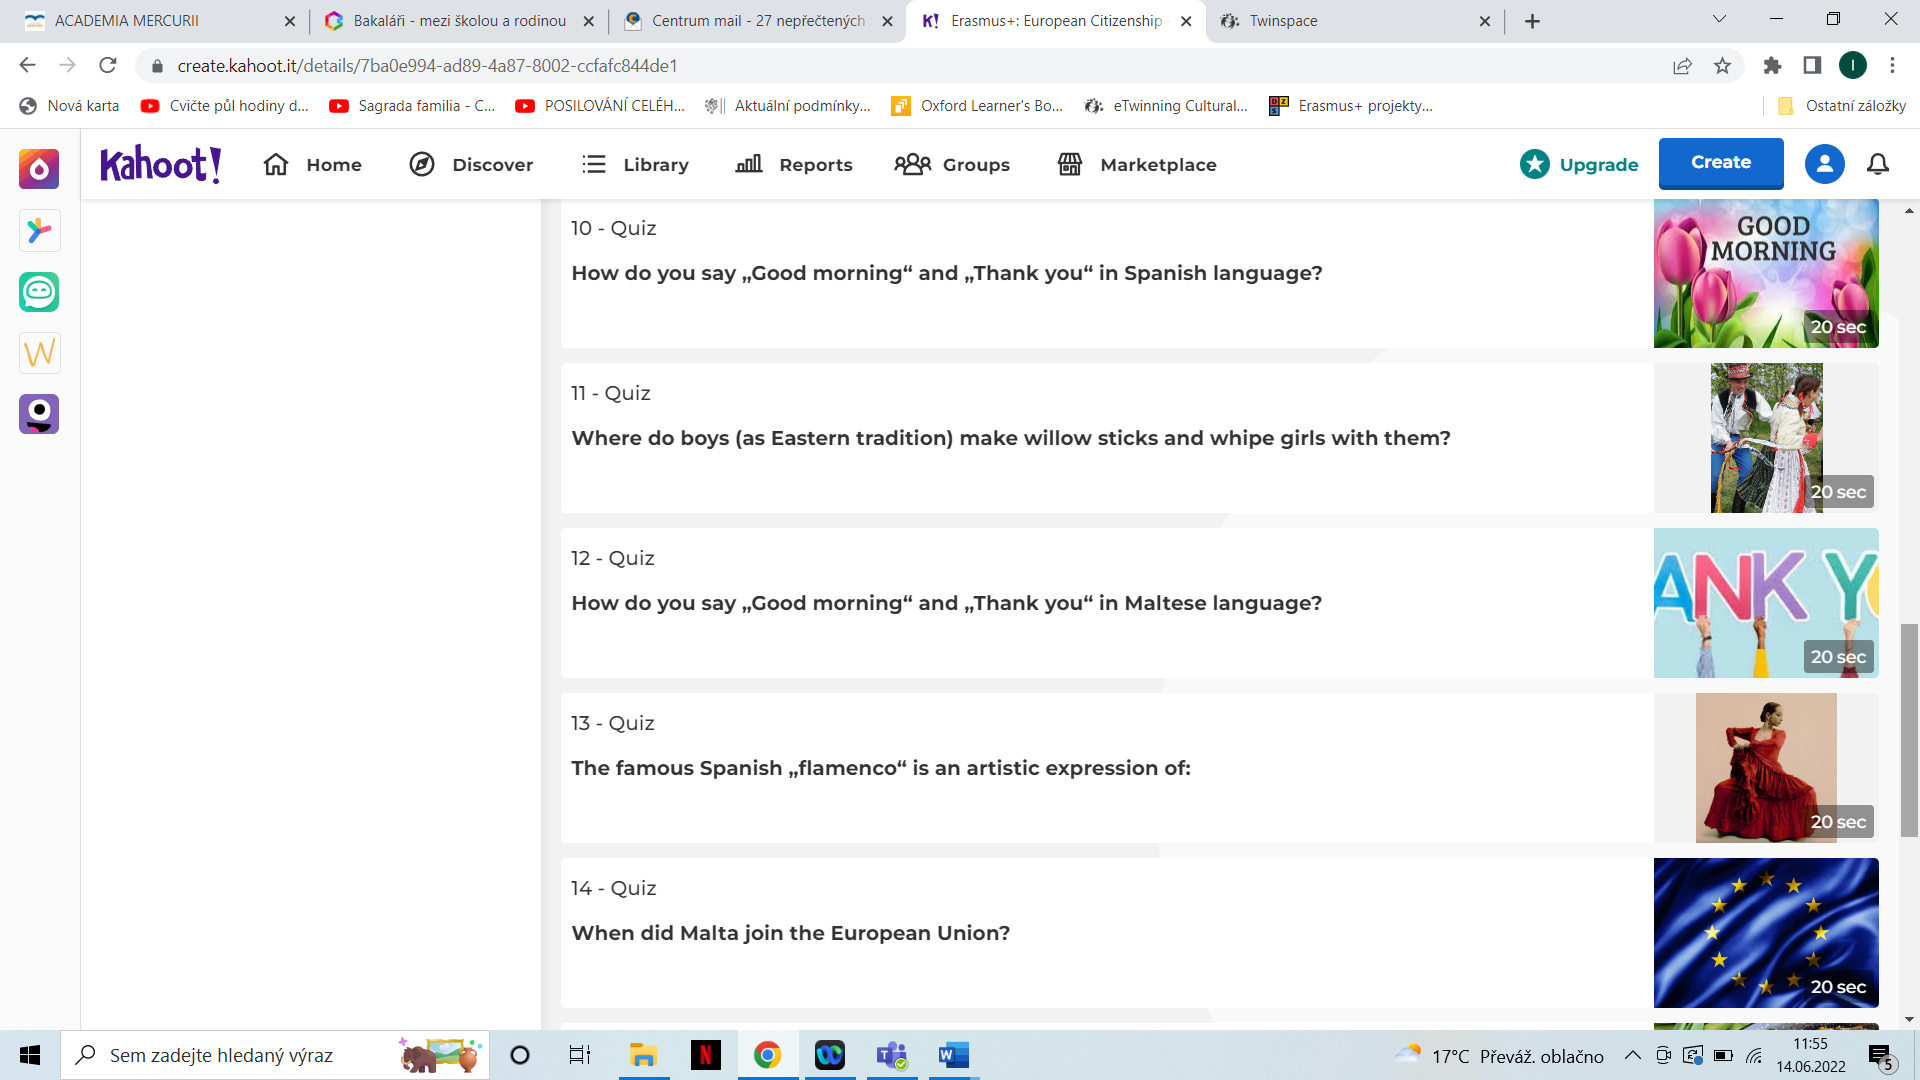 ACADEMIA MERCURII
Bakaláři - mezi školou a rodinou
Centrum mail - 27 nepřečtených
K! Erasmus+: European Citizenship
Twinspace
create.kahoot.it/details/7ba0e994-ad89-4a87-8002-ccfafc844de1
I
Nová karta
Cvičte půl hodiny d...
Sagrada familia - C...
POSILOVÁNÍ CELÉH...
Aktuální podmínky...
Oxford Learner's Bo...
eTwinning Cultural...
Erasmus+ projekty...
Ostatní záložky
Kahoot!
Home
Discover
Library
Reports
Groups
Marketplace
Upgrade
Create
10 - Quiz
How do you say „Good morning“ and „Thank you“ in Spanish language?
GOOD
MORNING
20 sec
11 - Quiz
Where do boys (as Eastern tradition) make willow sticks and whipe girls with them?
20 sec
12 - Quiz
How do you say „Good morning“ and „Thank you“ in Maltese language?
ANK YO
20 sec
13 - Quiz
The famous Spanish „flamenco“ is an artistic expression of:
20 sec
14 - Quiz
When did Malta join the European Union?
20 sec
Sem zadejte hledaný výraz
17°C Převáž. oblačno
11:55
14.06.2022
5